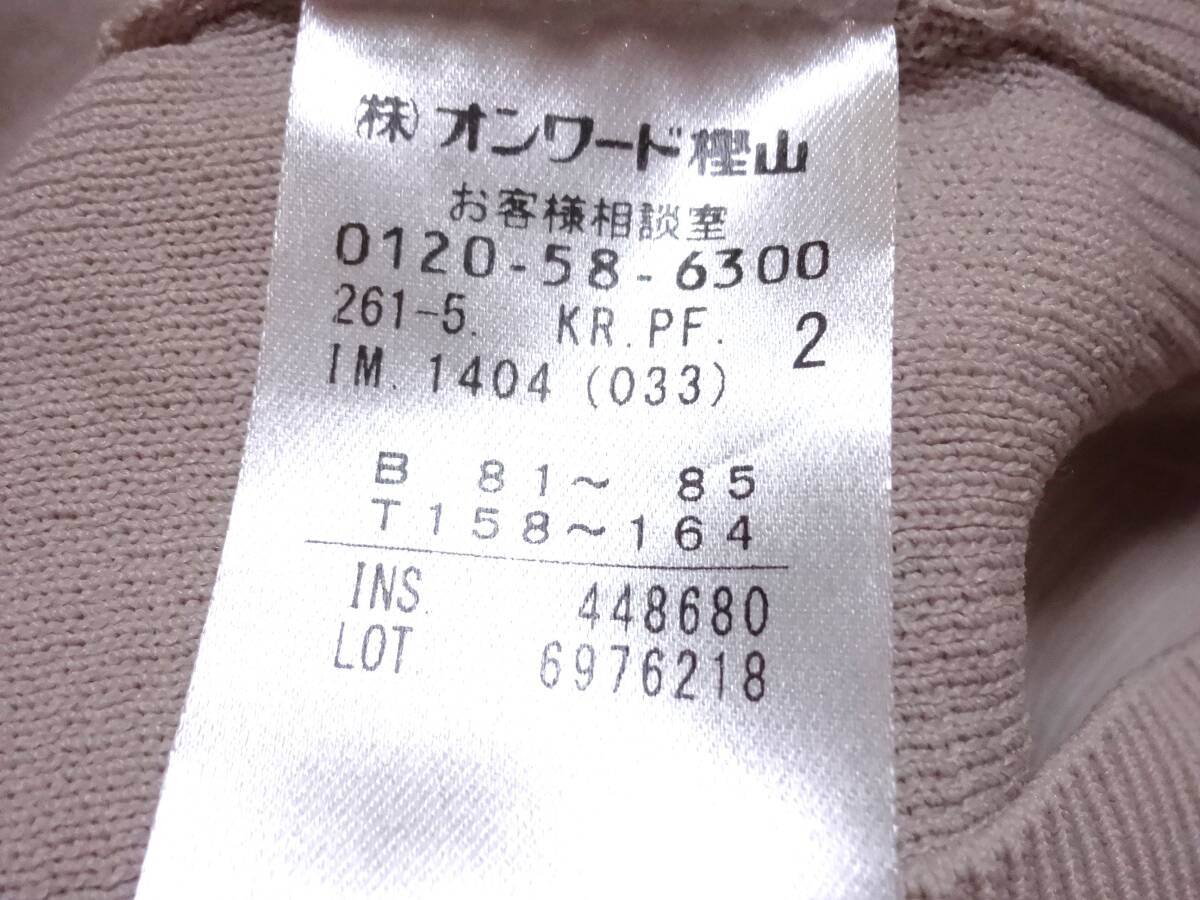 (株)オンワード樫山
お客様相談室
0120-58-6300
261-5. KR.PF. 2
IM. 1404 (033)
B 81~ 85
T158~164
INS. 448680
LOT 6976218